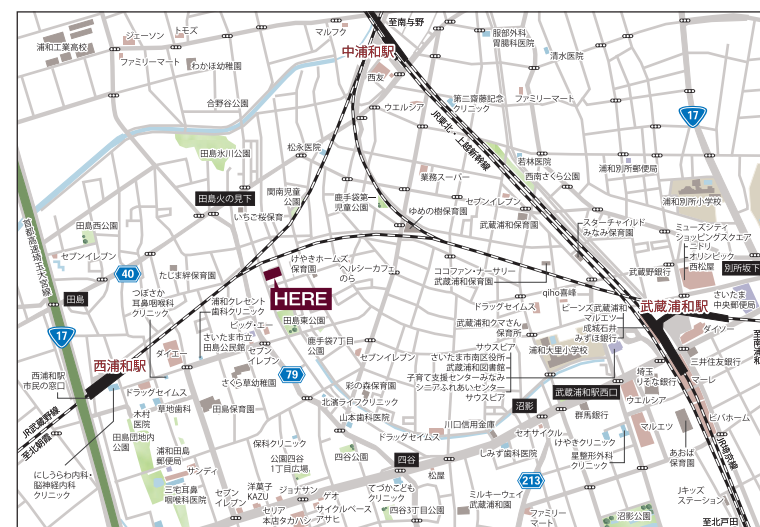 至南与野
マルフク
トモズ
ジェーソン
浦和工業高校
ファミリーマート
わかほ幼稚園
中浦和駅
西友
服部外科
胃腸科医院
清水医院
合野谷公園
ウエルシア
第二齋藤記念
クリニック
ファミリーマート
17
JR東北・上越新幹線
田島氷川公園
松永医院
若林医院
西南さくら公園
浦和別所郵便局
業務スーパー
田島火の見下
関南児童
公園
鹿手袋第一
児童公園
セブンイレブン
浦和別所小学校
いちご桜保育
ゆめの樹保育園
武蔵浦和保育園
スターチャイルド
みなみ保育園
田島西公園
ミューズシティ
ショッピングスクエア
ニトリ
オリンピック
西松屋
首都高速埼玉大宮線
セブンイレブン
40
たじま絆保育園
けやきホームズ
保育園
ヘルシーカフェ
のら
ココファン・ナーサリー
武蔵浦和保育園
武蔵野銀行
別所坂下
HERE
qiho喜峰
さいたま
中央郵便局
田島
つぼさか
耳鼻咽喉科
クリニック
浦和クレセント
歯科クリニック
田島東公園
ドラッグセイムス
ビーンズ武蔵浦和
マルエツ
成城石井
みずほ銀行
武蔵浦和駅
ダイソー
17
ビッグ・エー
さいたま市立
田島公民館
鹿手袋7丁目
公園
武蔵浦和クマさん
保育所
至南浦和
ダイエー
セブン
イレブン
セブンイレブン
サウスピア
さいたま市南区役所
武蔵浦和図書館
子育て支援センターみなみ
シニアふれあいセンター
サウスピア
浦和大里小学校
三井住友銀行
西浦和駅
西浦和駅
市民の窓口
さくら草幼稚園
79
彩の森保育園
武蔵浦和駅西口
埼玉
りそな銀行
マーレ
ドラッグセイムス
北濱ライフクリニック
沼影
ウエルシア
JR武蔵野線
至北朝霞
木村
医院
草地歯科
田島保育園
山本歯科医院
群馬銀行
ビバホーム
田島団地内
公園
ドラッグセイムス
川口信用金庫
セオサイクル
マルエツ
浦和田島
郵便局
保科クリニック
四谷公園
四谷
しみず歯科医院
けやきクリニック
星整形外科
クリニック
あおば
保育園
JR埼京線
にしうらわ内科・
脳神経内科
クリニック
サンディ
公園四谷
1丁目広場
松屋
213
三宅耳鼻
咽喉科医院
セブン
イレブン
洋菓子
KAZU
ジョナサン
てづかこども
クリニック
ミルキーウェイ
武蔵浦和園
Jキッズ
ステーション
セリア
本店タカハシ
ゲオ
サイクルベース
アサヒ
四谷3丁目公園
ファミリー
マート
沼影公園
至北戸田